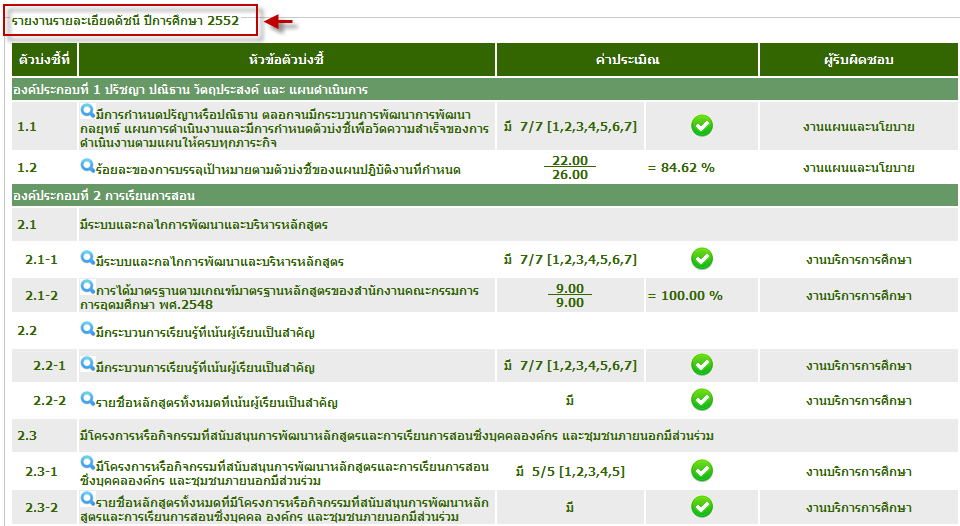 รายงานรายละเอียดดัชนี ปีการศึกษา 2552
ตัวบ่งชี้ที่ หัวข้อตัวบ่งชี้ ค่าประเมิน ผู้รับผิดชอบ
องค์ประกอบที่ 1 ปรัชญา ปณิธาน วัตถุประสงค์ และ แผนดำเนินการ
1.1 มีการกำหนดปรัญาหรือปณิธาน ตลอกจนมีกระบวนการพัฒนาการพัฒนา
กลยุทธ์ แผนการดำเนินงานและมีการกำหนดตัวบ่งชี้เพื่อวัดความสำเร็จของการ
ดำเนินงานตามแผนให้ครบทุกภาระกิจ
มี 7/7 [1,2,3,4,5,6,7] งานแผนและนโยบาย
1.2 ร้อยละของการบรรลุเป้าหมายตามตัวบ่งชี้ของแผนปฎิบัติงานที่กำหนด
22.00
26.00
= 84.62 % งานแผนและนโยบาย
องค์ประกอบที่ 2 การเรียนการสอน
2.1 มีระบบและกลไกการพัฒนาและบริหารหลักสูตร
2.1-1 มีระบบและกลไกการพัฒนาและบริหารหลักสูตร มี 7/7 [1,2,3,4,5,6,7] งานบริการการศึกษา
2.1-2 การได้มาตรฐานตามเกณฑ์มาตรฐานหลักสูตรของสำนักงานคณะกรรมการ
การอุดมศึกษา พศ.2548
9.00
9.00
= 100.00 % งานบริการการศึกษา
2.2 มีกระบวนการเรียนรู้ที่เน้นผู้เรียนเป็นสำคัญ
2.2-1 มีกระบวนการเรียนรู้ที่เน้นผู้เรียนเป็นสำคัญ มี 7/7 [1,2,3,4,5,6,7] งานบริการการศึกษา
2.2-2 รายชื่อหลักสูตรทั้งหมดที่เน้นผู้เรียนเป็นสำคัญ มี งานบริการการศึกษา
2.3 มีโครงการหรือกิจกรรมที่สนับสนุนการพัฒนาหลักสูตรและการเรียนการสอนซึ่งบุคคลองค์กร และชุมชนภายนอกมีส่วนร่วม
2.3-1 มีโครงการหรือกิจกรรมที่สนับสนุนการพัฒนาหลักสูตรและการเรียนการสอน
ซึ่งบุคคลองค์กร และชุมชนภายนอกมีส่วนร่วม
มี 5/5 [1,2,3,4,5] งานบริการการศึกษา
2.3-2 รายชื่อหลักสูตรทั้งหมดที่มีโครงการหรือกิจกรรมที่สนับสนุนการพัฒนาหลัก
สูตรและการเรียนการสอนซึ่งบุคคล องค์กร และชุมชนภายนอกมีส่วนร่วม
มี งานบริการการศึกษา